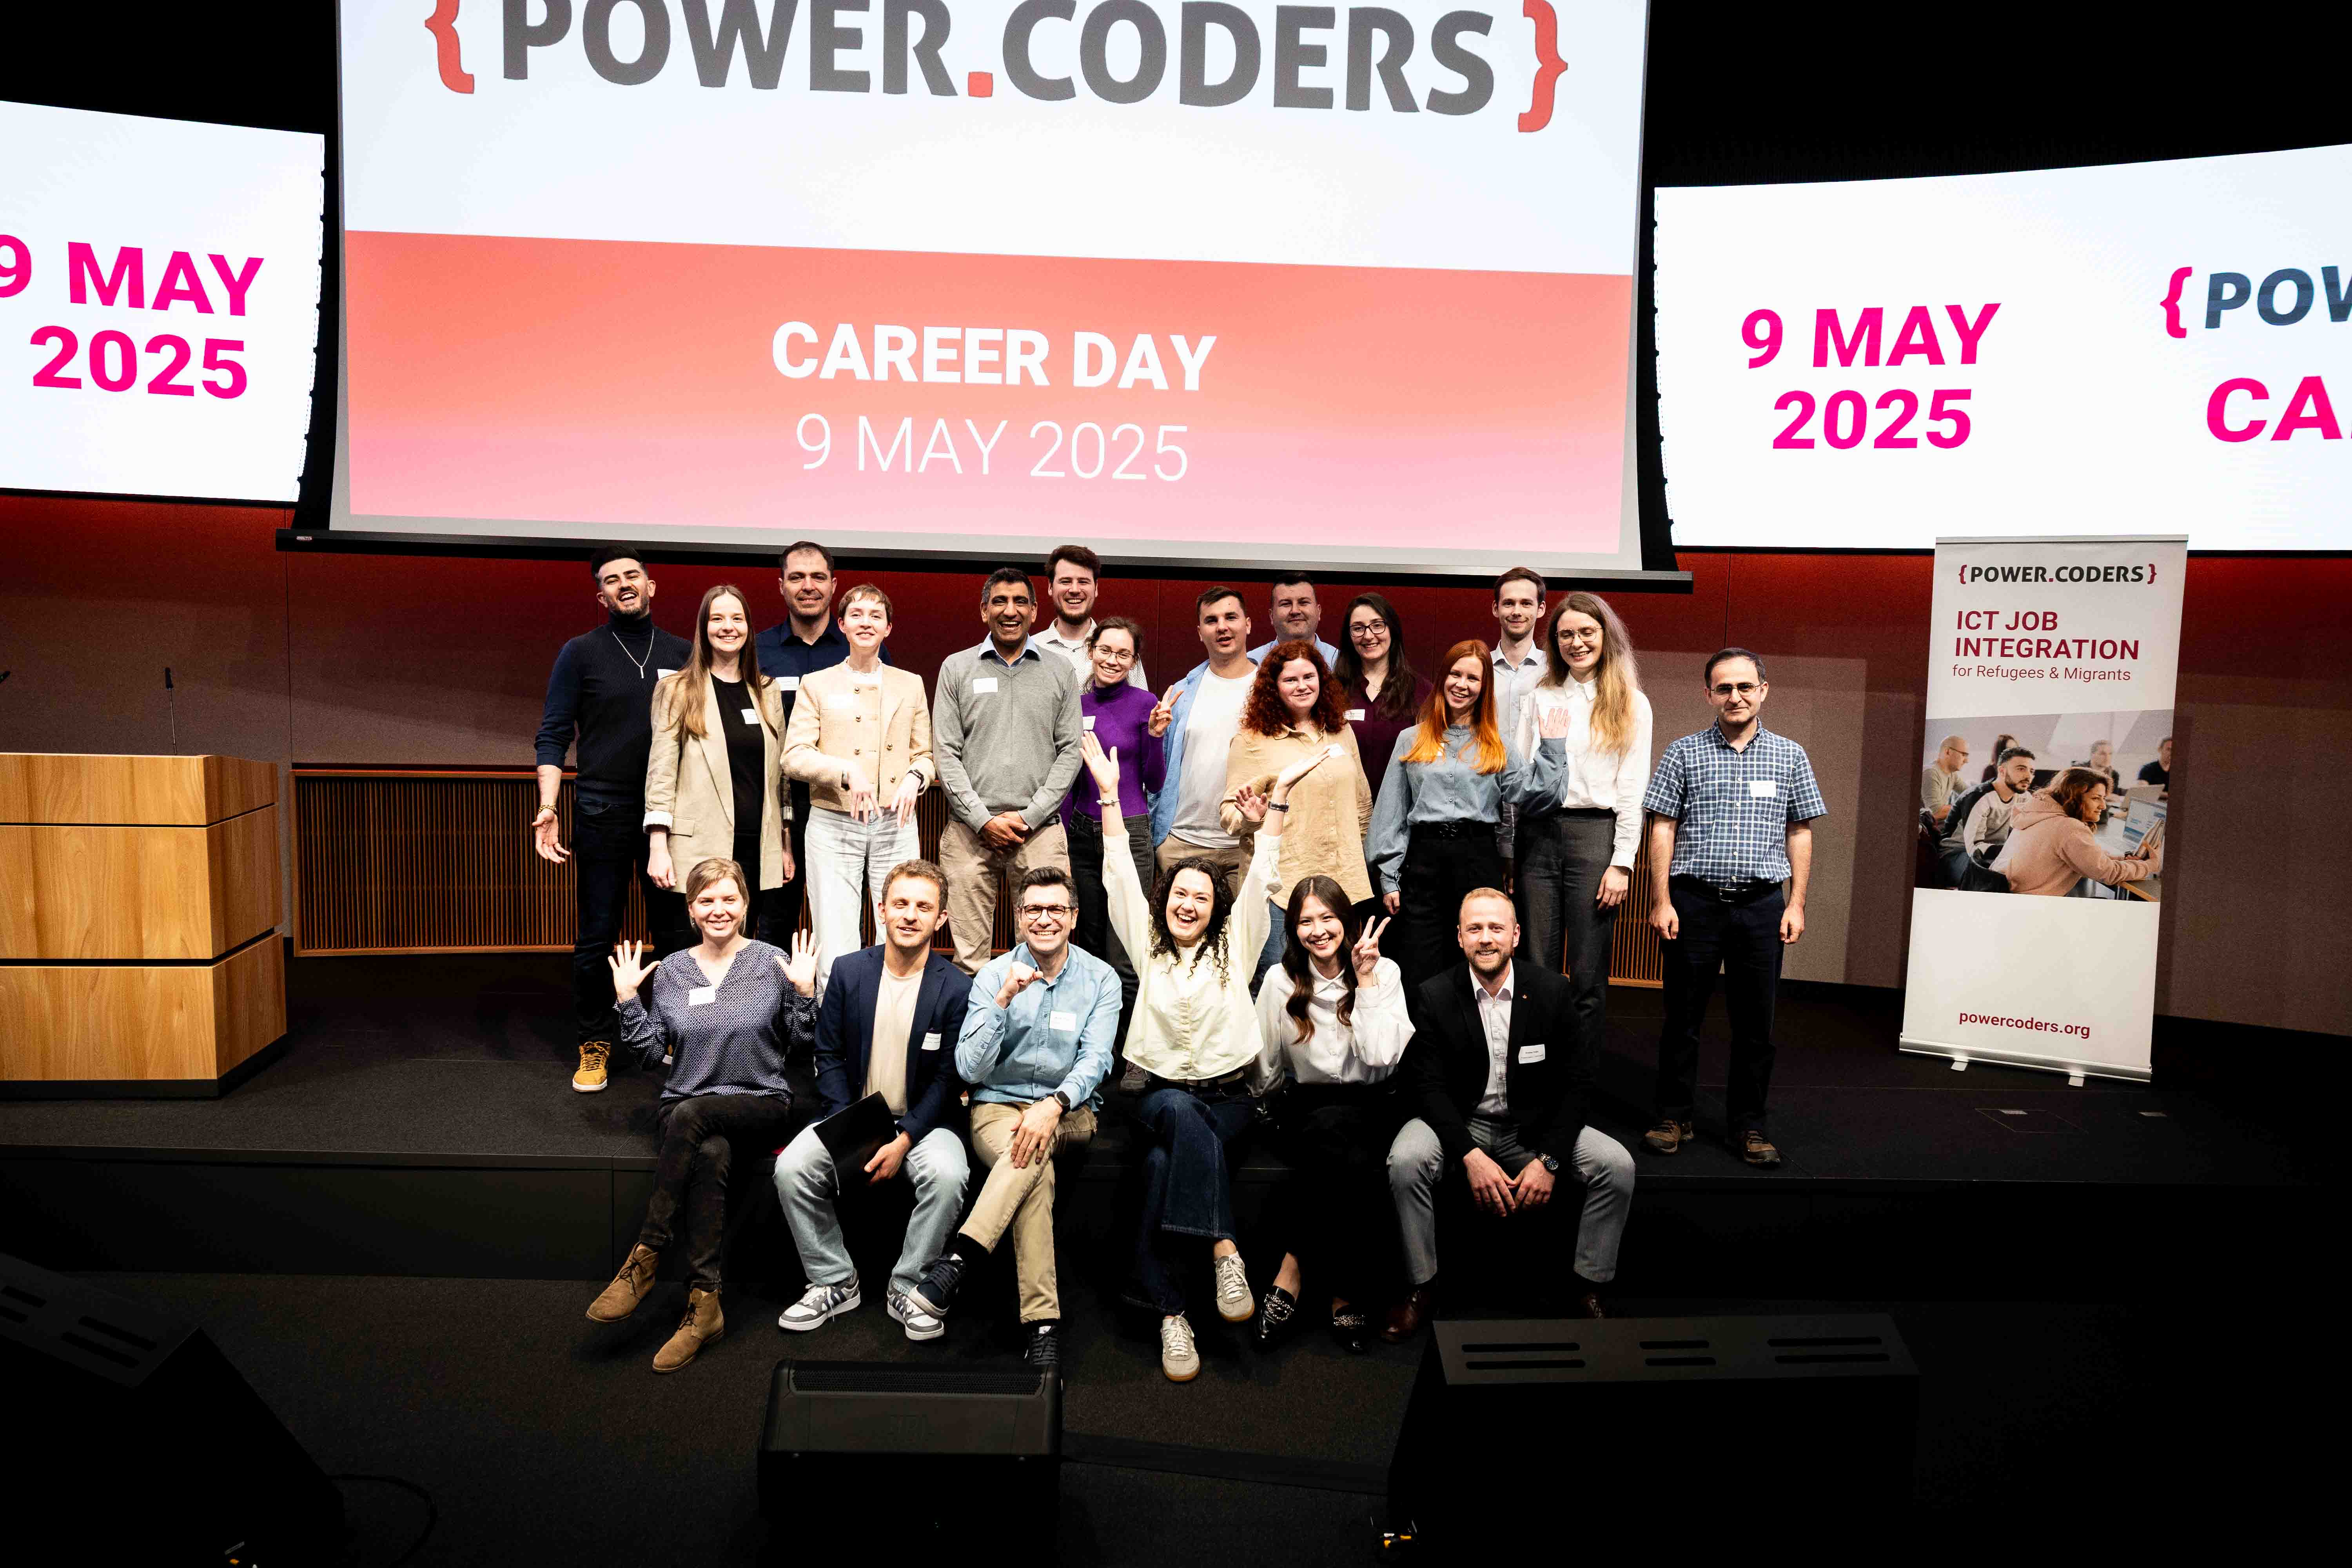 {POWER.CODERS}
CAREER DAY
9 MAY 2025
9 MAY
2025
9 MAY
2025
{POW
CA
{POWER.CODERS}
ICT JOB
INTEGRATION
for Refugees & Migrants
powercoders.org